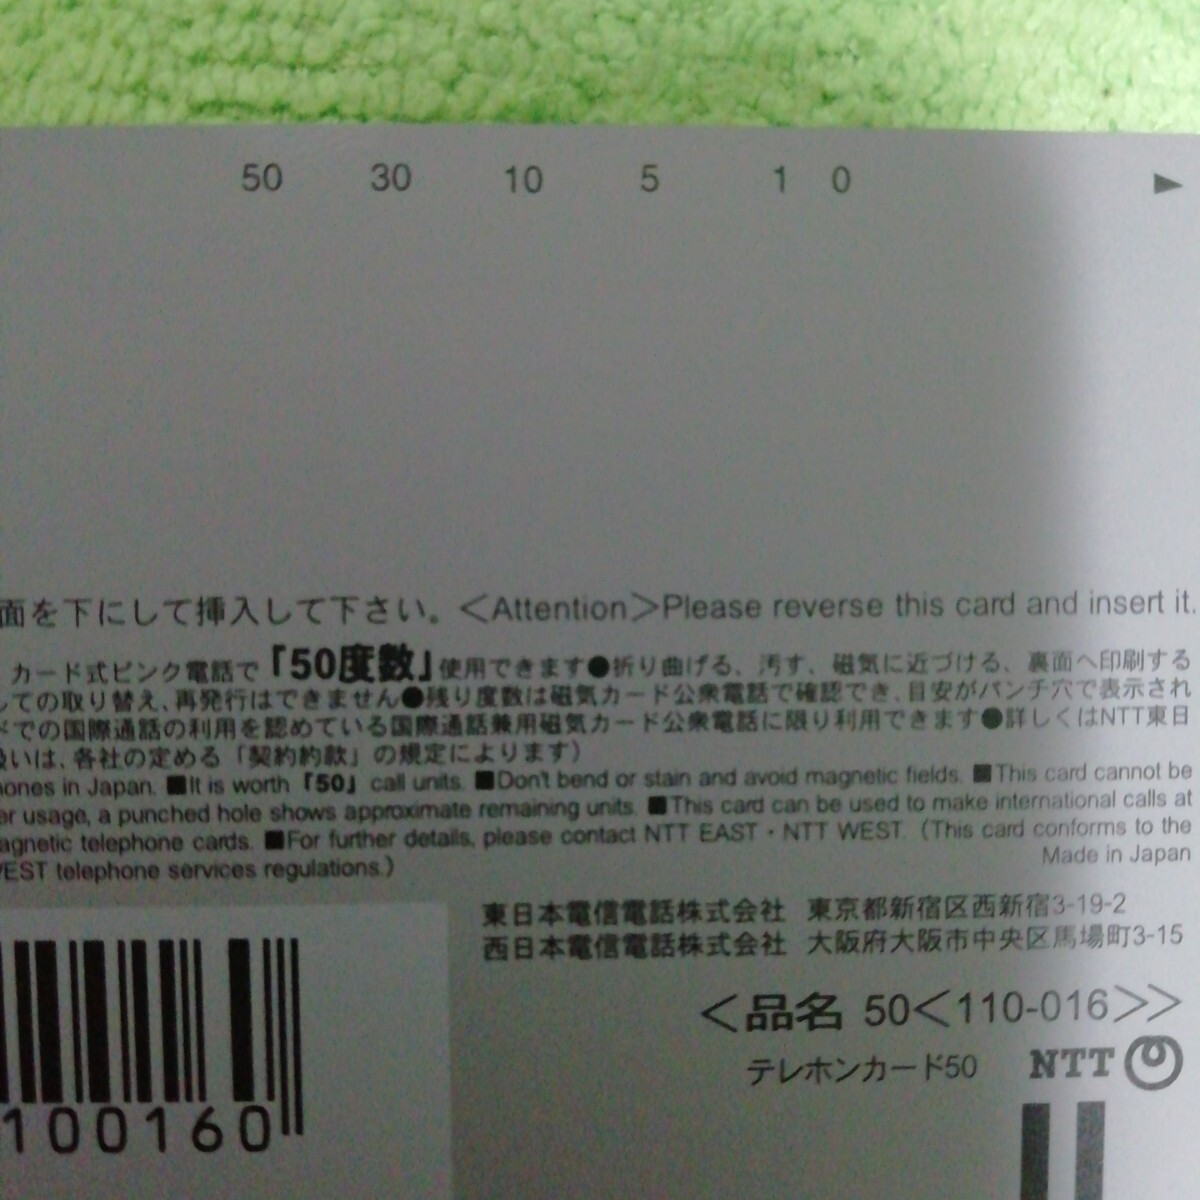 50 30 10 5 1 0 ▶
面を下にして挿入して下さい。<Attention>Please reverse this card and insert it.
カード式ピンク電話で「50度数」使用できます●折り曲げる、汚す、磁気に近づける、裏面へ印刷する
しての取り替え、再発行はできません●残り度数は磁気カード公衆電話で確認でき、目安がパンチ穴で表示され
ドでの国際通話の利用を認めている国際通話兼用磁気カード公衆電話に限り利用できます●詳しくはNTT東日
扱いは、各社の定める「契約約款」の規定によります)
hones in Japan. ■It is worth「50」call units. ■Don't bend or stain and avoid magnetic fields. ■This card cannot be
er usage, a punched hole shows approximate remaining units. ■This card can be used to make international calls at
agnetic telephone cards. ■For further details, please contact NTT EAST・NTT WEST. (This card conforms to the
WEST telephone services regulations.)
Made in Japan
東日本電信電話株式会社 東京都新宿区西新宿3-19-2
西日本電信電話株式会社 大阪府大阪市中央区馬場町3-15
<品名 50<110-016>>
テレホンカード50 NTT
100160